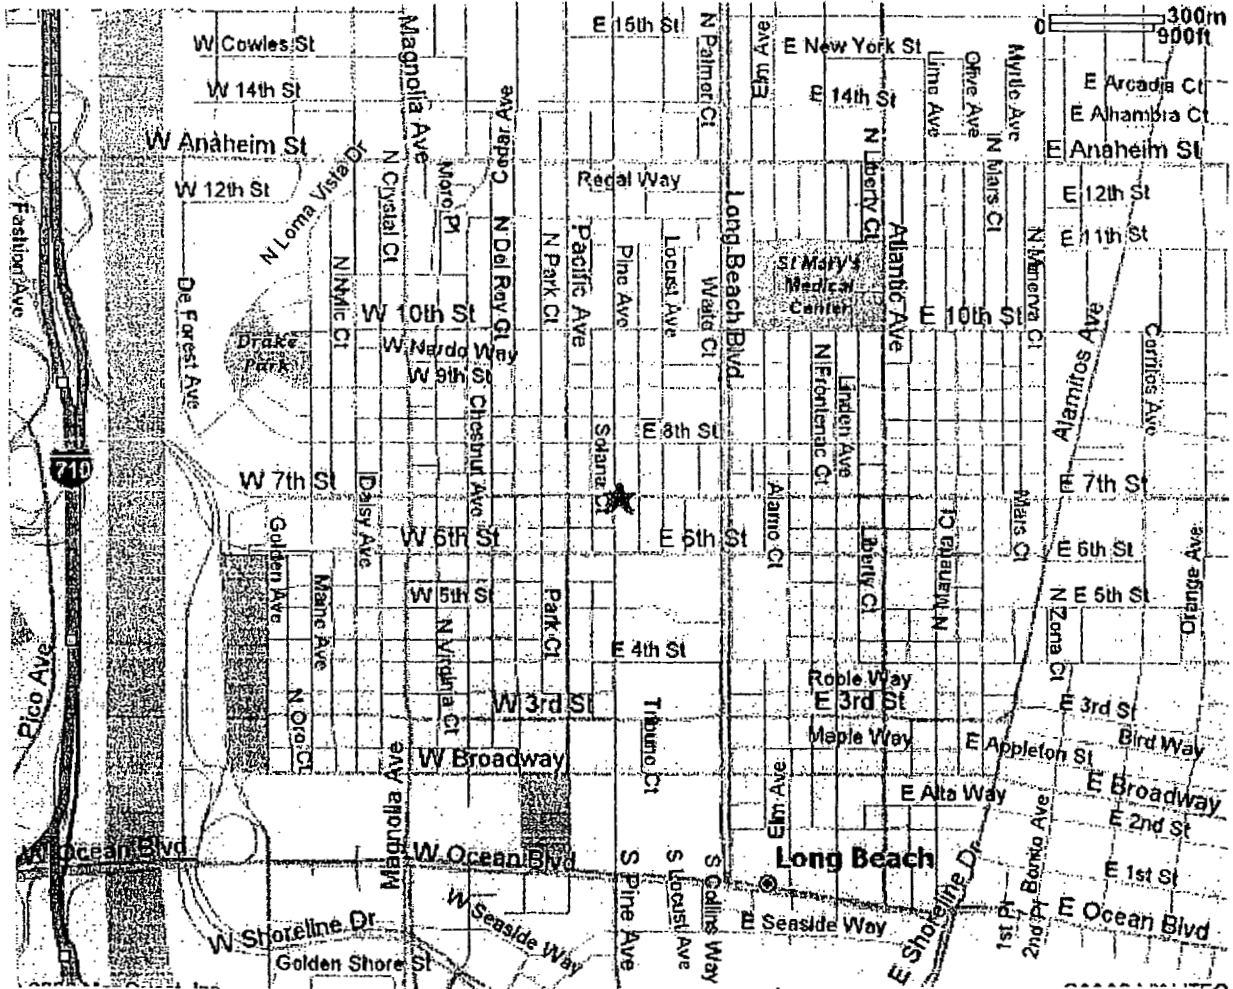 E 15th St
300m
0
900ft
W Cowles St
Magnolia Ave
N Palmer Ct
Elm Ave
E New York St
Lime Ave
Olive Ave
Myrtle Ave
W 14th St
E 14th St
E Arcadia Ct
E Alhambra Ct
W Anaheim St
E Anaheim St
Cedar Ave
N Loma Vista Dr
N Crystal Ct
Moro Pl
Regal Way
N Liberty Ct
N Mars Ct
W 12th St
E 12th St
Fashion Ave
E 11th St
N Del Rey Ct
N Park Ct
Pacific Ave
Pine Ave
Locust Ave
Waite Ct
Long Beach Blvd
St Mary's
Medical
Center
Atlantic Ave
N Minerva Ct
De Forest Ave
W 10th St
E 10th St
Alamitos Ave
Cerritos Ave
Drake
Park
W Nardo Way
W 9th St
N Frontenac Ct
Linden Ave
Chestnut Ave
Solana Ct
E 8th St
710
W 7th St
E 7th St
Daisy Ave
Alamo Ct
Mars Ct
Golden Ave
W 6th St
E 6th St
Liberty Ct
N Maneta Ct
E 6th St
Orange Ave
Maine Ave
W 5th St
Park Ct
N Zona Ct
E 5th St
N Virginia Ct
E 4th St
Pico Ave
Roble Way
N Oro Ct
W 3rd St
E 3rd St
E 3rd St
Tribune Ct
Maple Way
E Appleton St
Bird Way
Magnolia Ave
W Broadway
E Broadway
Elm Ave
E Alta Way
E 2nd St
W Ocean Blvd
W Ocean Blvd
Long Beach
2nd Pl Bonito Ave
E 1st St
S Pine Ave
S Locust Ave
S Collins Way
W Seaside Way
E Seaside Way
E Shoreline Dr
1st Pl
E Ocean Blvd
W Shoreline Dr
Golden Shore St